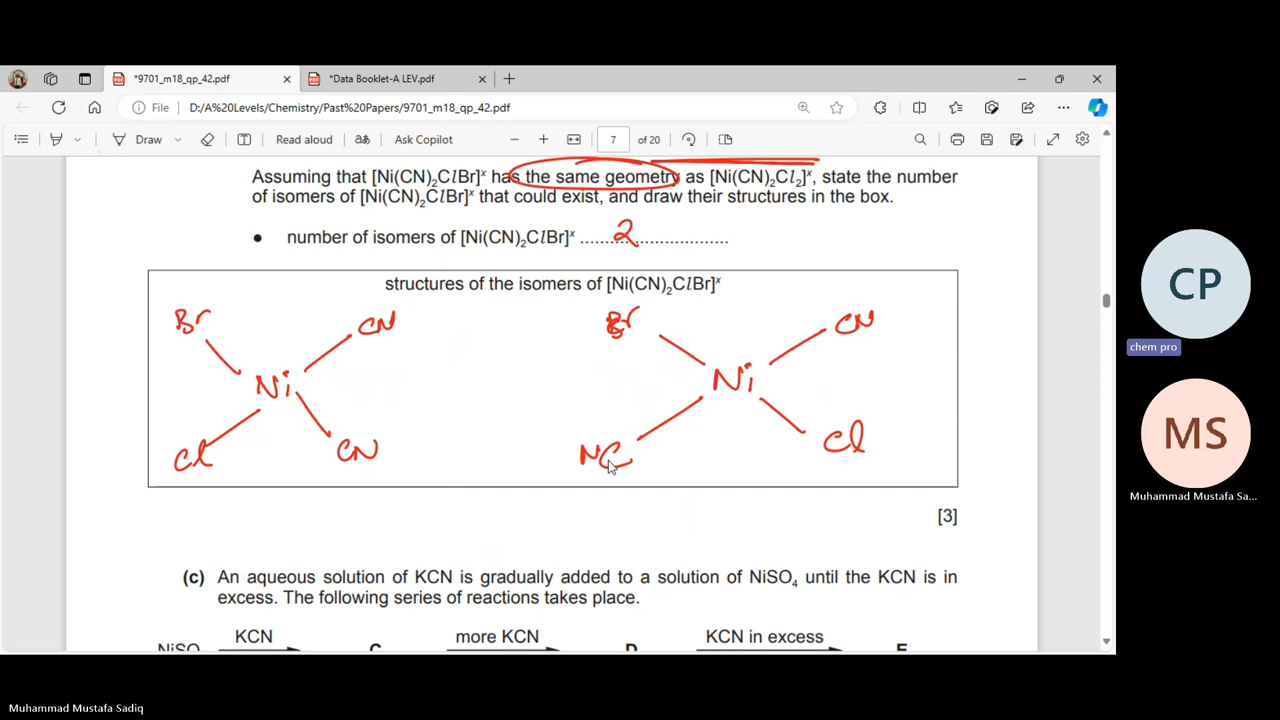 *9701_m18_qp_42.pdf
*Data Booklet-A LEV.pdf
File D:/A%20Levels/Chemistry/Past%20Papers/9701_m18_qp_42.pdf
Draw Read aloud Ask Copilot 7 of 20
Assuming that [Ni(CN)₂ClBr]ˣ has the same geometry as [Ni(CN)₂Cl₂]ˣ, state the number
of isomers of [Ni(CN)₂ClBr]ˣ that could exist, and draw their structures in the box.
● number of isomers of [Ni(CN)₂ClBr]ˣ ....2....
structures of the isomers of [Ni(CN)₂ClBr]ˣ
Br CN Br CN
Ni Ni
Cl CN NC Cl
[3]
(c) An aqueous solution of KCN is gradually added to a solution of NiSO₄ until the KCN is in
excess. The following series of reactions takes place.
KCN more KCN KCN in excess
NiSO C D E
CP
chem pro
MS
Muhammad Mustafa Sa...
Muhammad Mustafa Sadiq